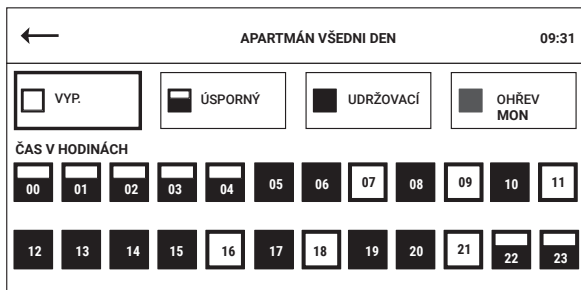 APARTMÁN VŠEDNI DEN 09:31
VYP. ÚSPORNÝ UDRŽOVACÍ OHŘEV
MON
ČAS V HODINÁCH
00 01 02 03 04 05 06 07 08 09 10 11
12 13 14 15 16 17 18 19 20 21 22 23